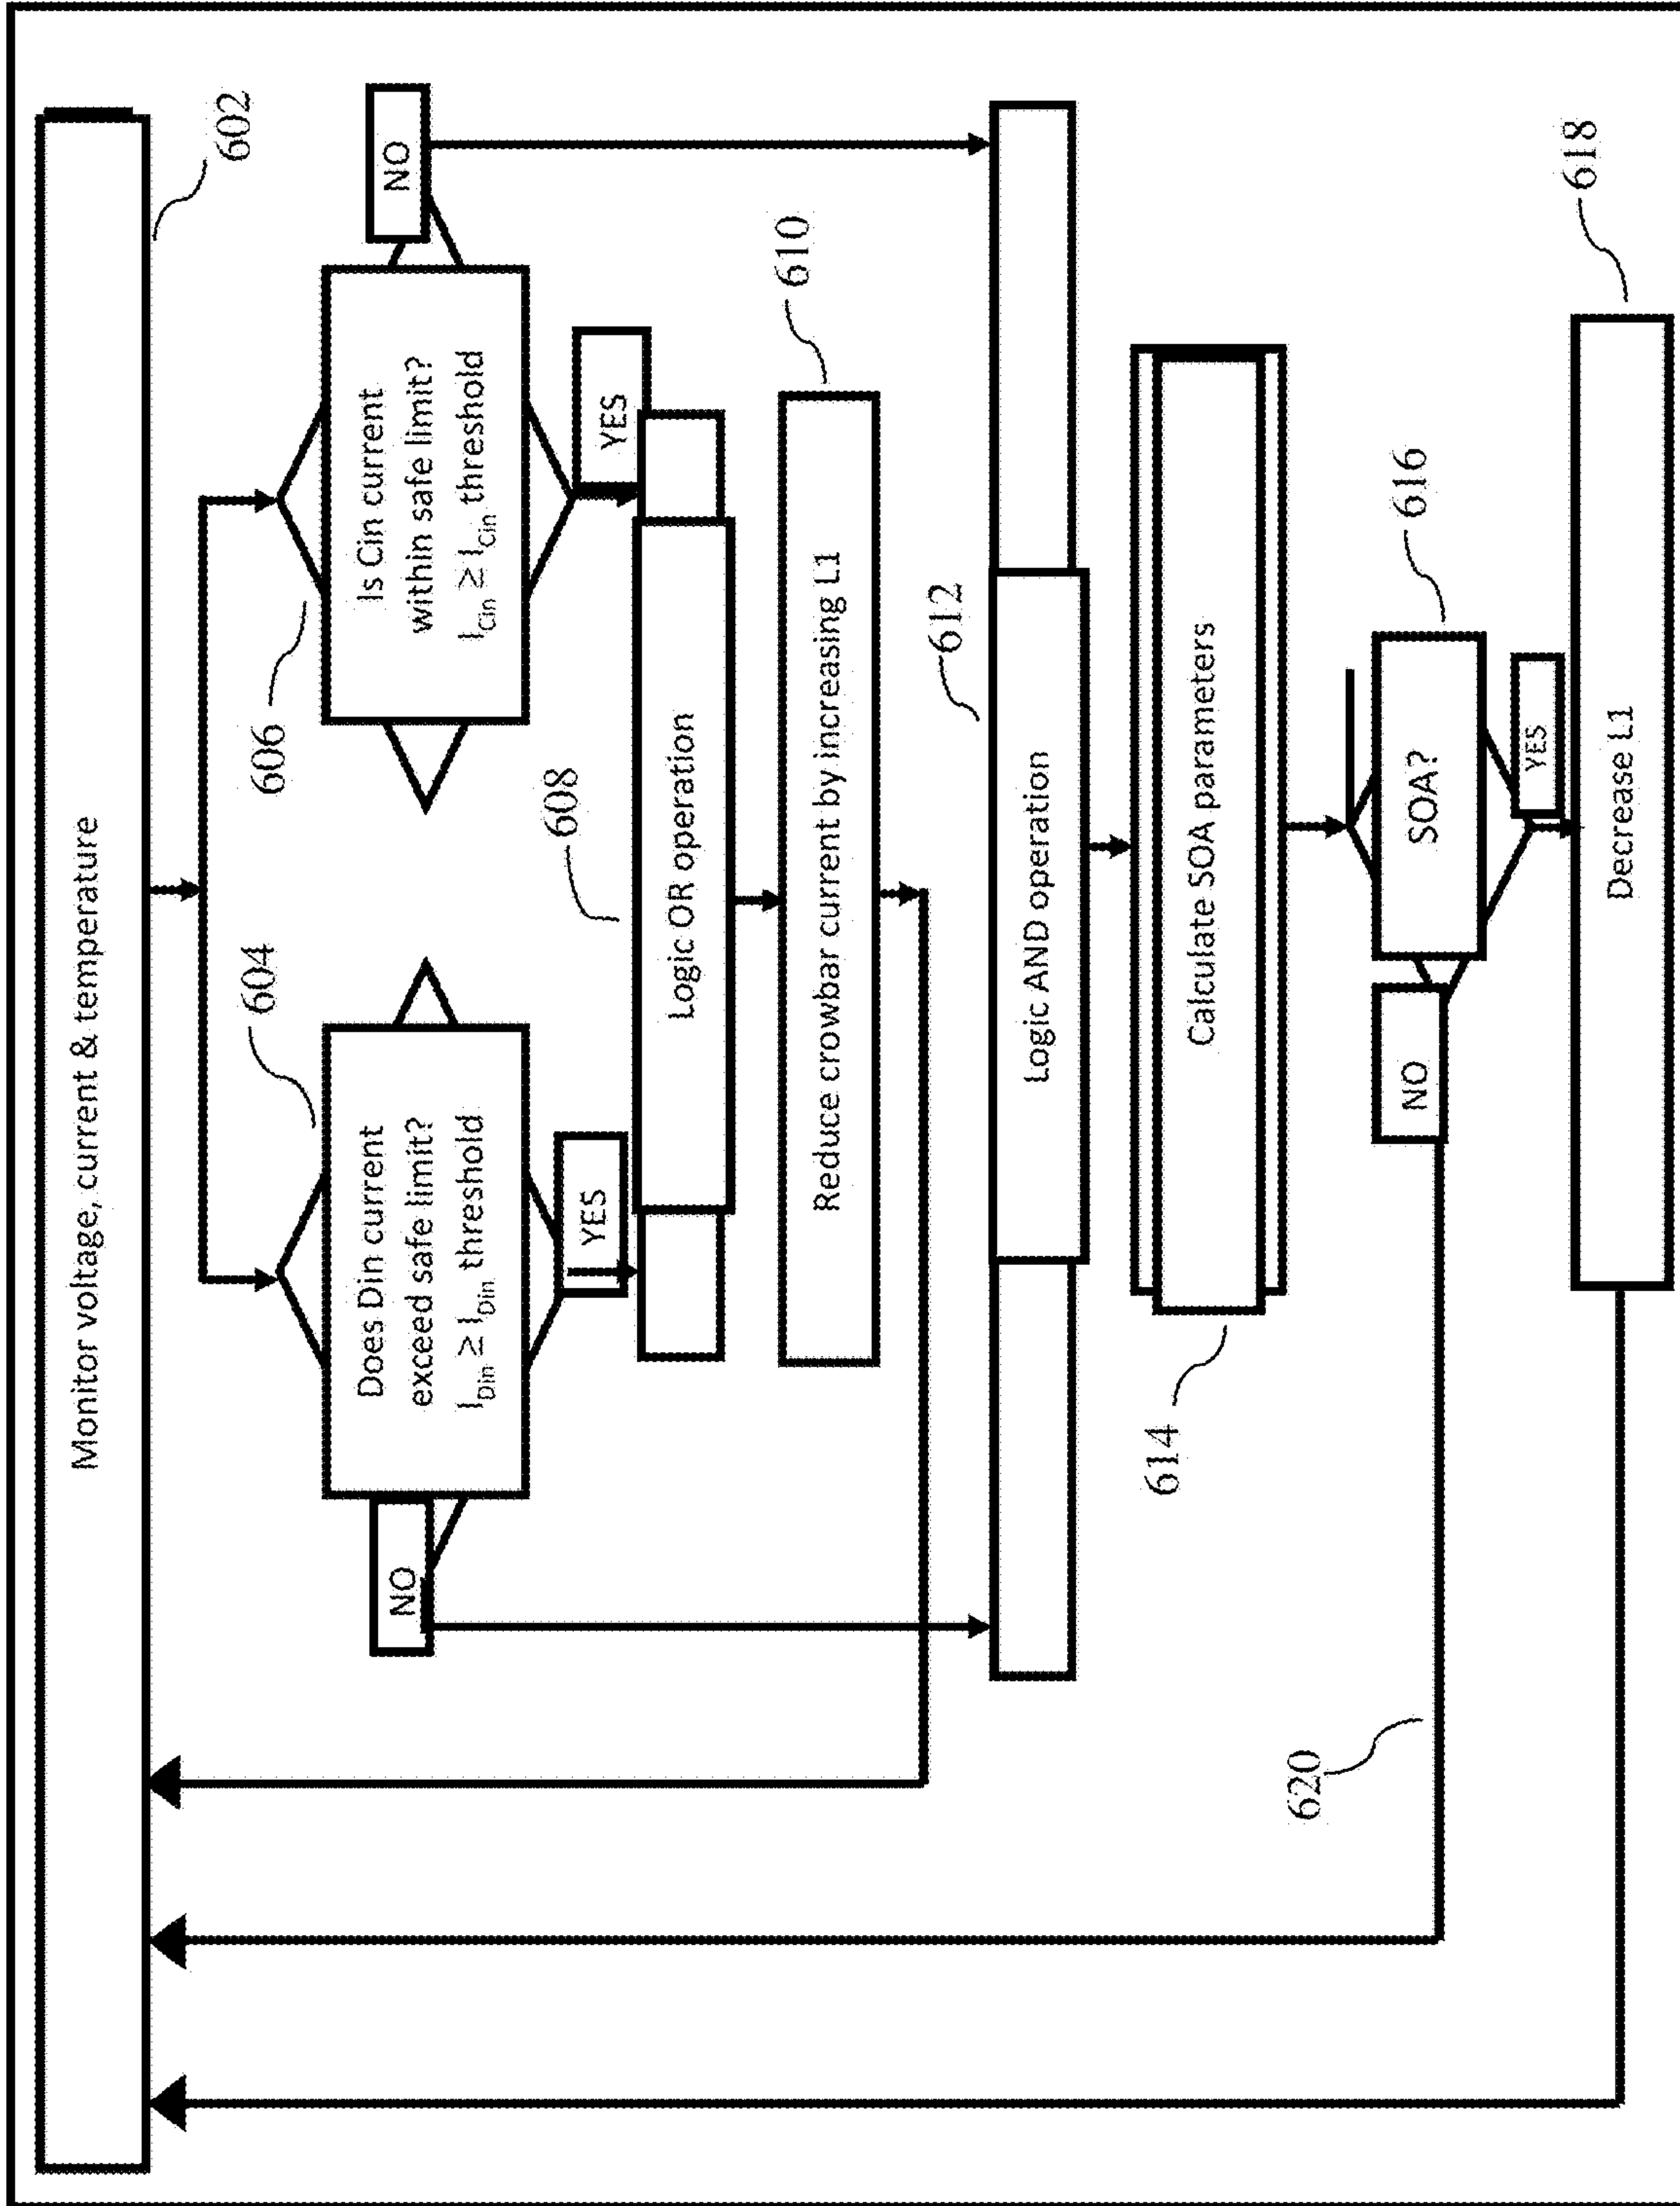 Monitor voltage, current & temperature
602
604
606
Does Din current
exceed safe limit?
I_Din ≥ I_Din threshold
Is Cin current
within safe limit?
I_Cin ≥ I_Cin threshold
NO
NO
YES
YES
608
Logic OR operation
610
Reduce crowbar current by increasing L1
612
Logic AND operation
614
Calculate SOA parameters
616
SOA?
NO
YES
620
618
Decrease L1